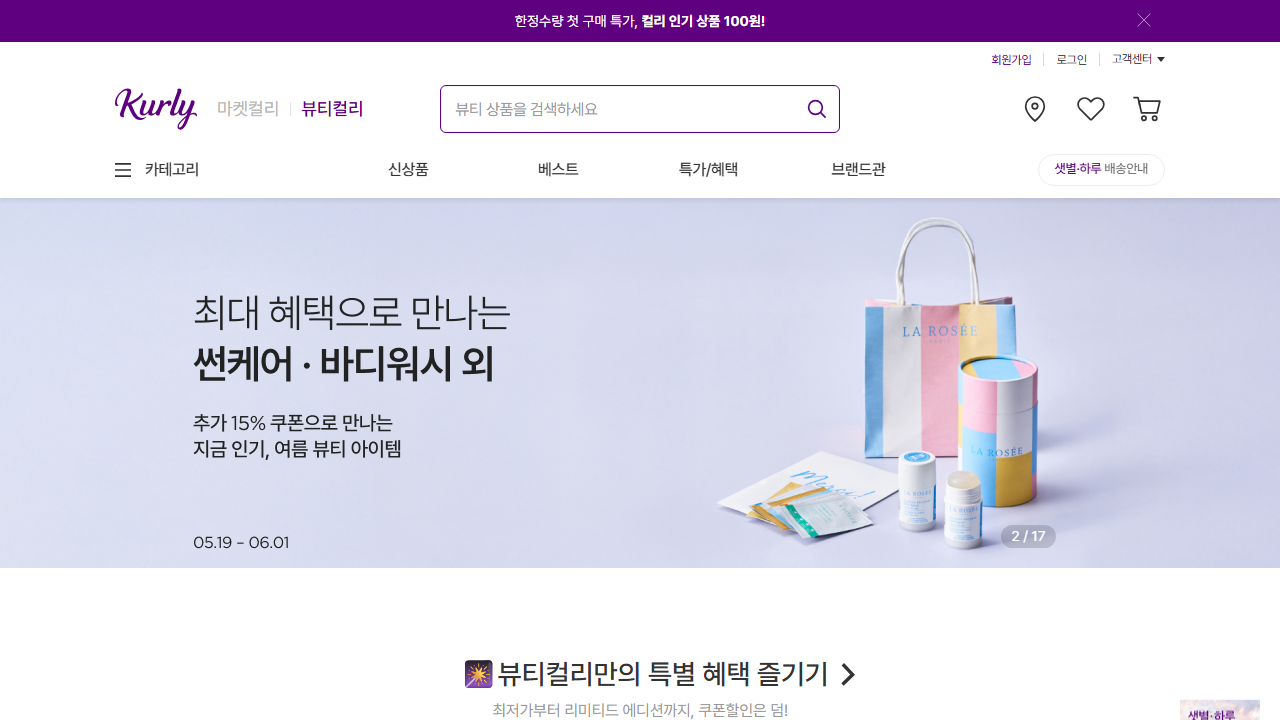 한정수량 첫 구매 특가, 컬리 인기 상품 100원!
회원가입
로그인
고객센터
Kurly
마켓컬리
뷰티컬리
뷰티 상품을 검색하세요
카테고리
신상품
베스트
특가/혜택
브랜드관
샛별·하루 배송안내
최대 혜택으로 만나는
썬케어 · 바디워시 외
추가 15% 쿠폰으로 만나는
지금 인기, 여름 뷰티 아이템
05.19 – 06.01
LA ROSÉE
PARIS
LA ROSÉE
Merci!
LA ROSÉE
LA ROSÉE
2 / 17
뷰티컬리만의 특별 혜택 즐기기
최저가부터 리미티드 에디션까지, 쿠폰할인은 덤!
샛별·하루